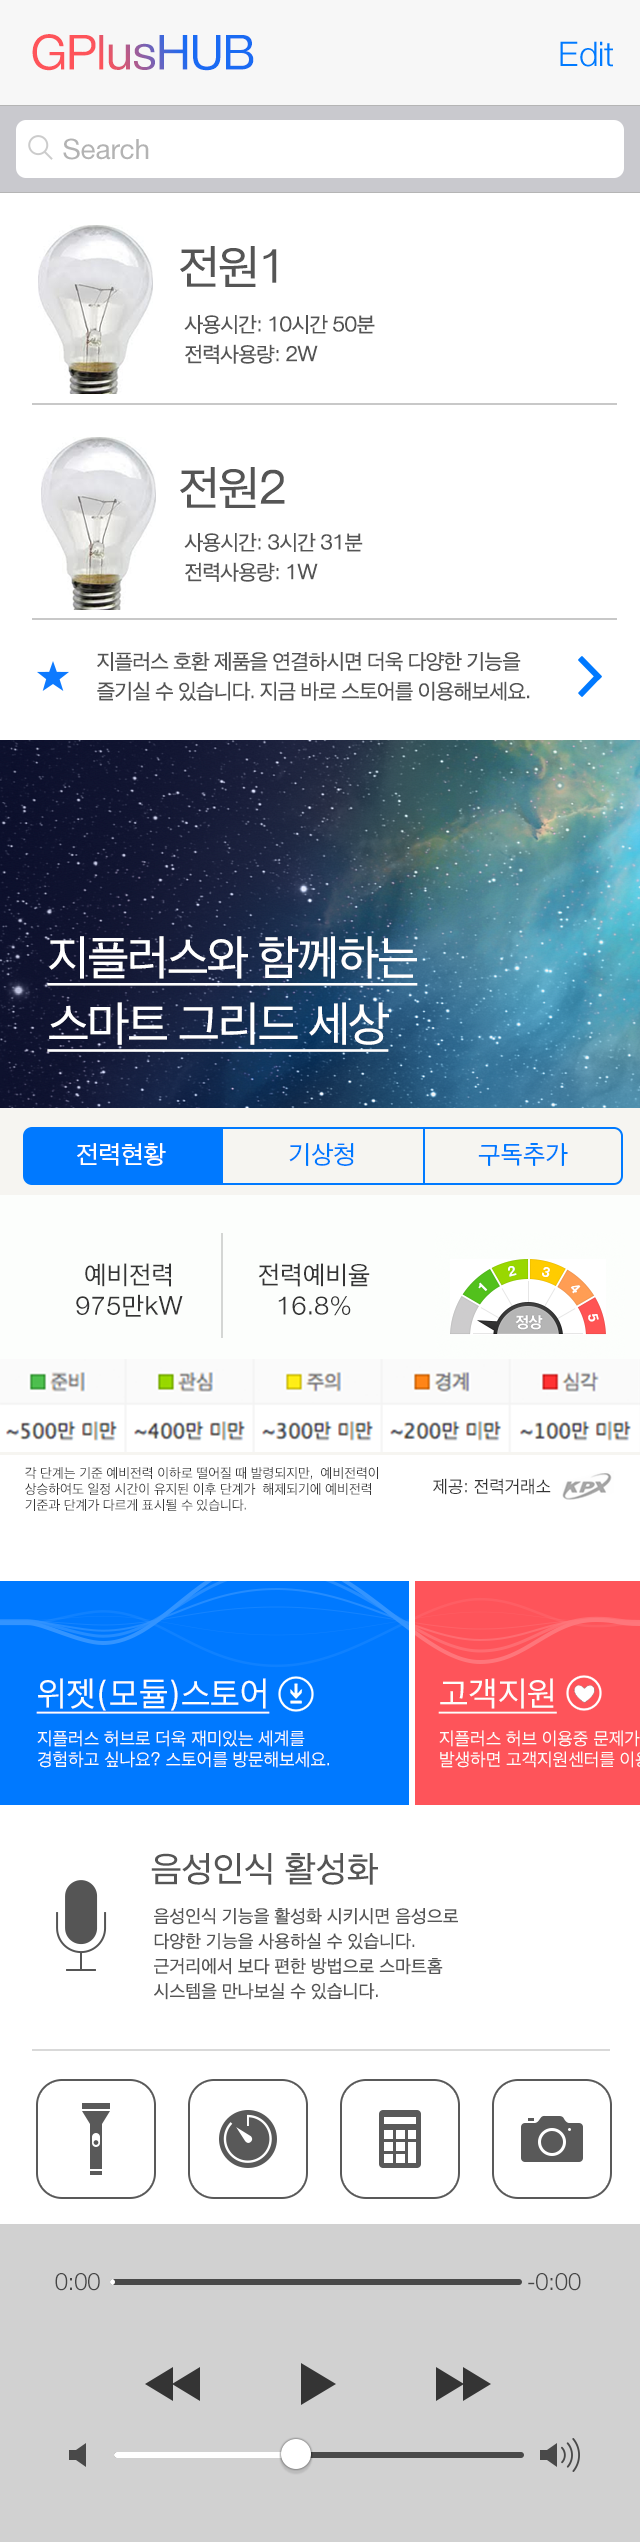 GPlusHUB
Edit
Search
전원1
사용시간: 10시간 50분
전력사용량: 2W
전원2
사용시간: 3시간 31분
전력사용량: 1W
지플러스 호환 제품을 연결하시면 더욱 다양한 기능을
즐기실 수 있습니다. 지금 바로 스토어를 이용해보세요.
지플러스와 함께하는
스마트 그리드 세상
전력현황 기상청 구독추가
예비전력 전력예비율
975만kW 16.8%
1 2 3 4 5
정상
준비 관심 주의 경계 심각
~500만 미만 ~400만 미만 ~300만 미만 ~200만 미만 ~100만 미만
각 단계는 기준 예비전력 이하로 떨어질 때 발령되지만, 예비전력이
상승하여도 일정 시간이 유지된 이후 단계가 해제되기에 예비전력
기준과 단계가 다르게 표시될 수 있습니다.
제공: 전력거래소 KPX
위젯(모듈)스토어
지플러스 허브로 더욱 재미있는 세계를
경험하고 싶나요? 스토어를 방문해보세요.
고객지원
지플러스 허브 이용중 문제가
발생하면 고객지원센터를 이용
음성인식 활성화
음성인식 기능을 활성화 시키시면 음성으로
다양한 기능을 사용하실 수 있습니다.
근거리에서 보다 편한 방법으로 스마트홈
시스템을 만나보실 수 있습니다.
0:00 -0:00